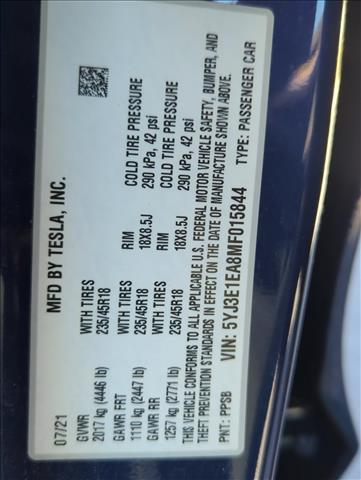 MFD BY TESLA, INC.
07/21
GVWR
2017 kg (4446 lb)
GAWR FRT WITH TIRES RIM COLD TIRE PRESSURE
1110 kg (2447 lb) 235/45R18 18X8.5J 290 kPa, 42 psi
GAWR RR WITH TIRES RIM COLD TIRE PRESSURE
1257 kg (2771 lb) 235/45R18 18X8.5J 290 kPa, 42 psi
THIS VEHICLE CONFORMS TO ALL APPLICABLE U.S. FEDERAL MOTOR VEHICLE SAFETY, BUMPER, AND
THEFT PREVENTION STANDARDS IN EFFECT ON THE DATE OF MANUFACTURE SHOWN ABOVE.
VIN: 5YJ3E1EA8MF015844 TYPE: PASSENGER CAR
PNT: PPSB